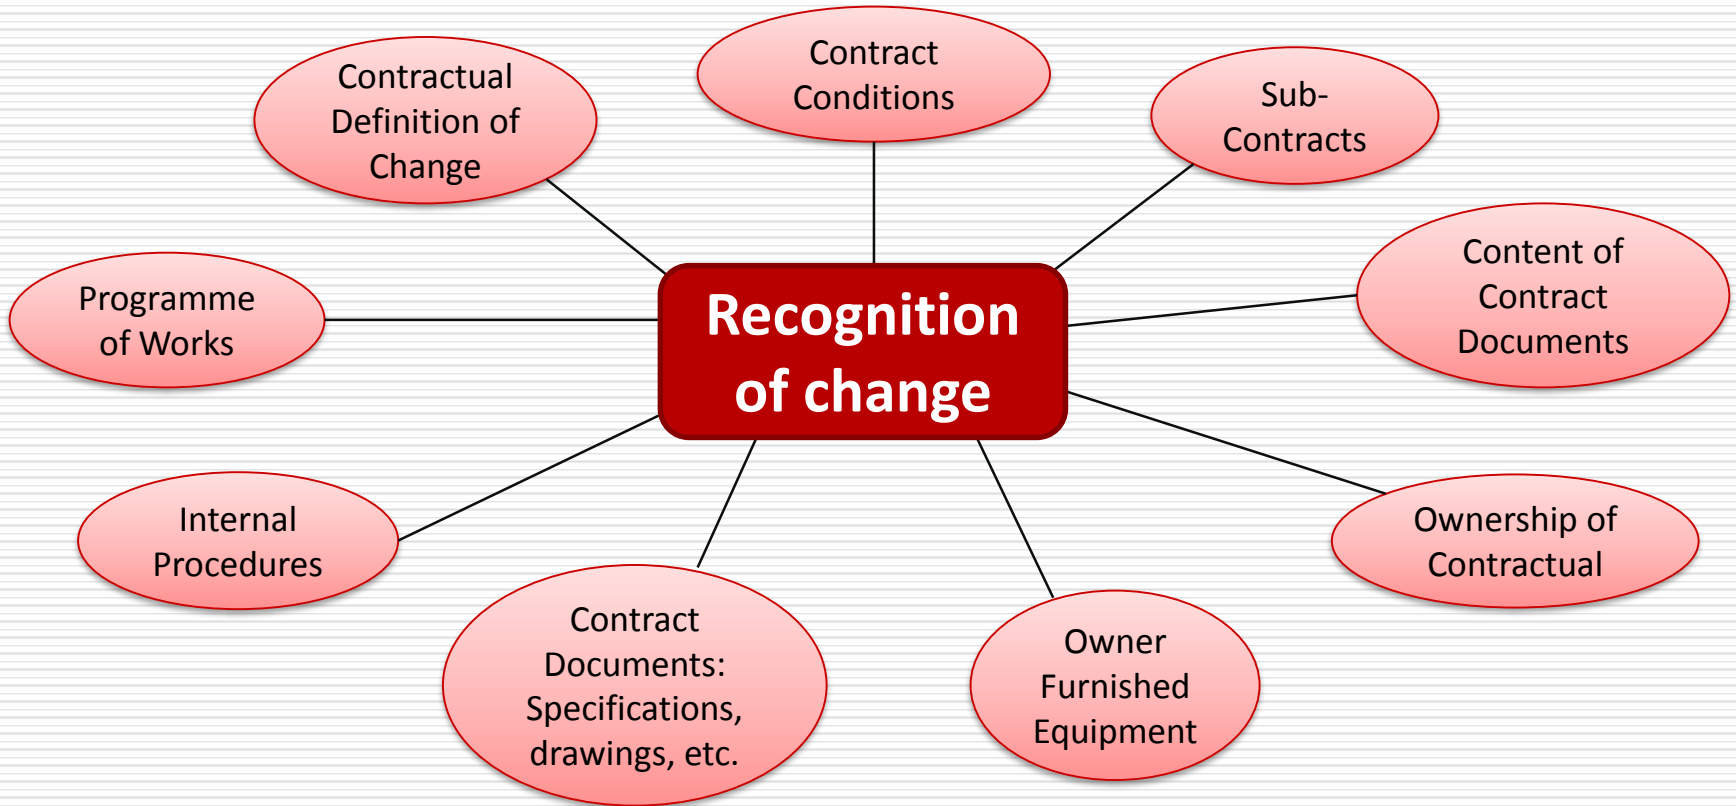 Contract
Conditions
Contractual
Definition of
Change
Sub-
Contracts
Content of
Contract
Documents
Programme
of Works
Recognition
of change
Internal
Procedures
Ownership of
Contractual
Contract
Documents:
Specifications,
drawings, etc.
Owner
Furnished
Equipment